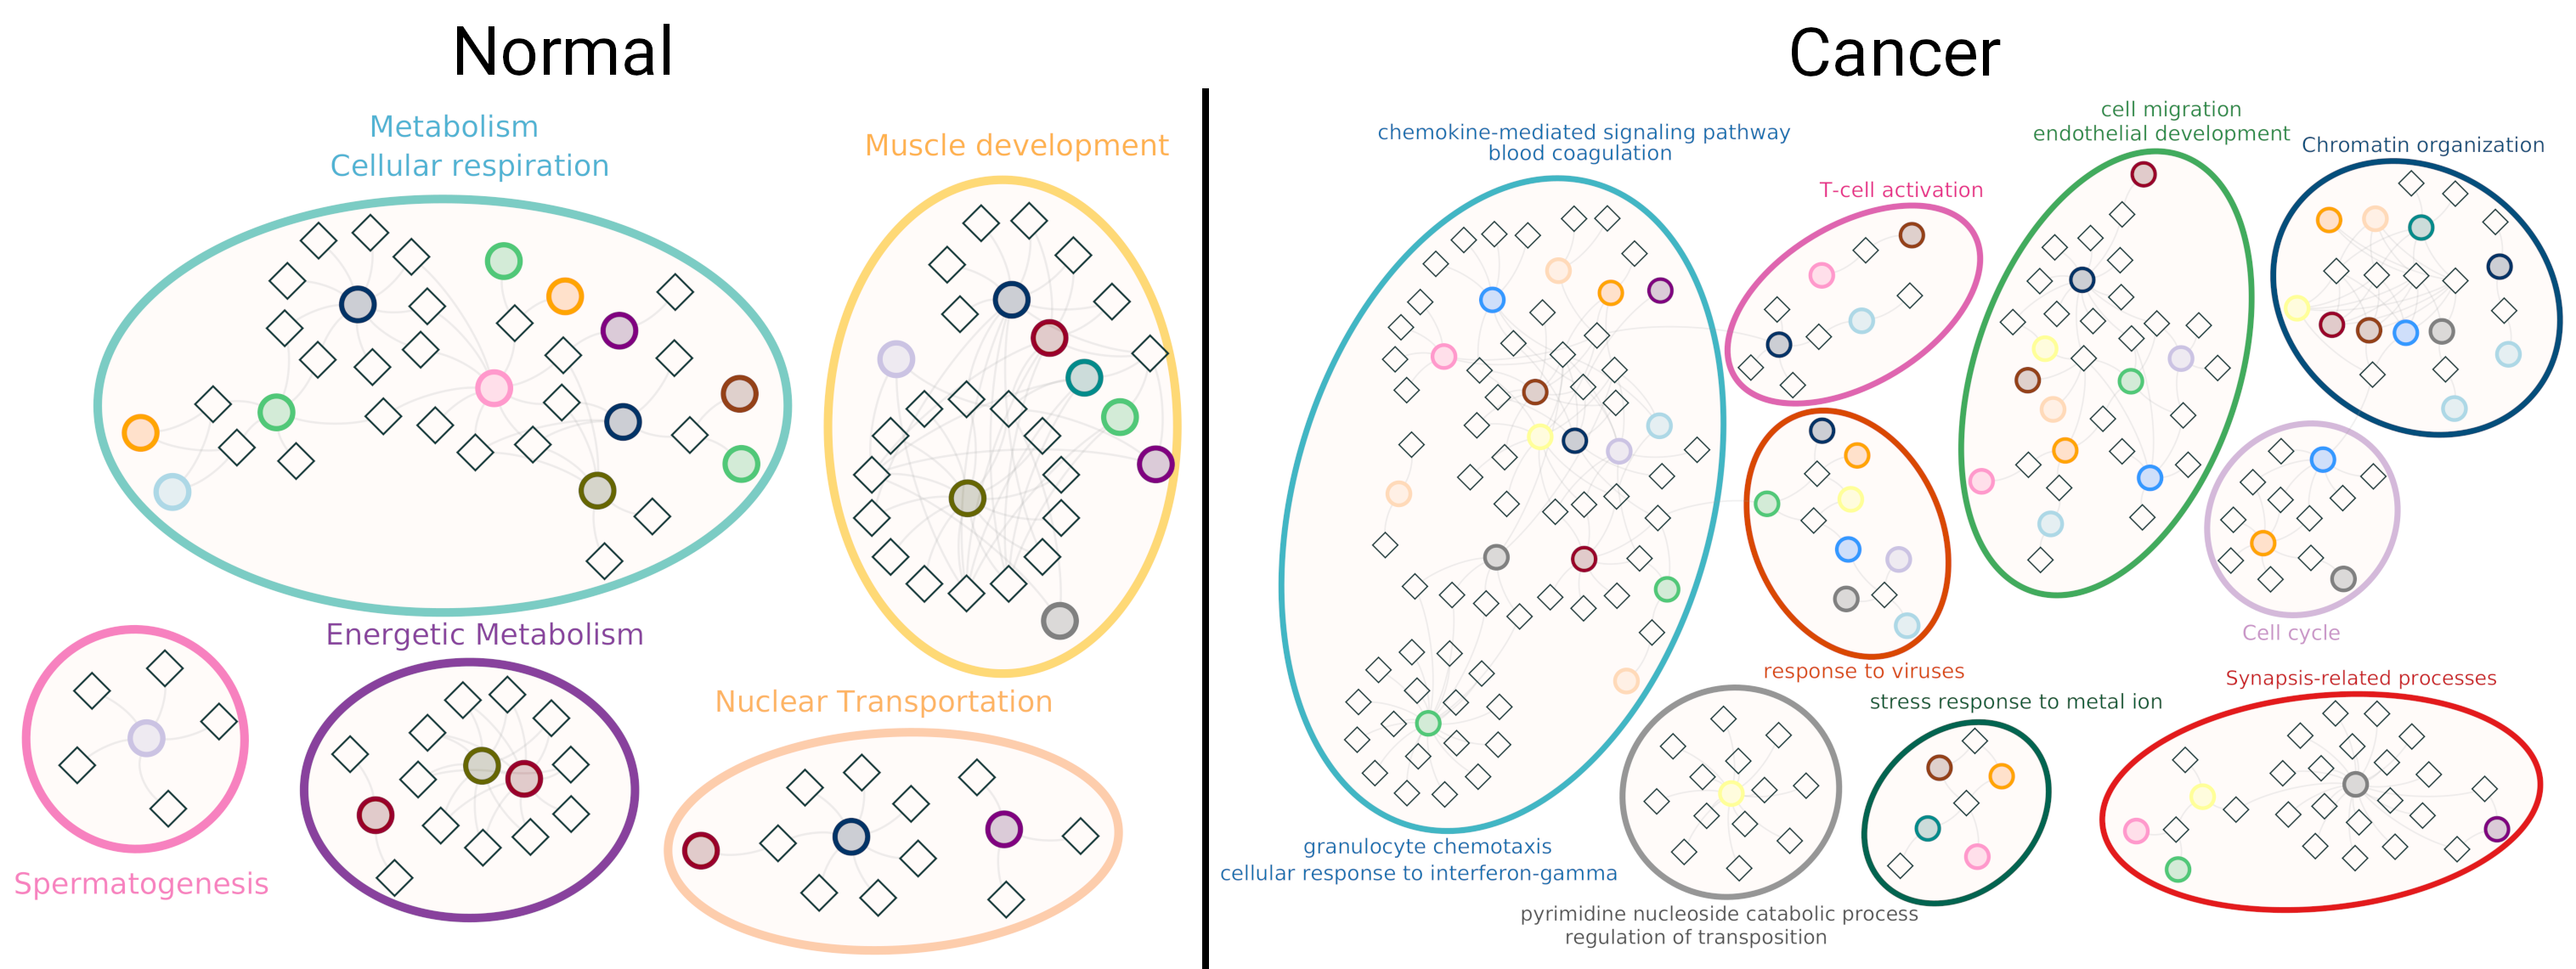 Normal
Metabolism
Cellular respiration
Muscle development
Spermatogenesis
Energetic Metabolism
Nuclear Transportation
Cancer
chemokine-mediated signaling pathway
blood coagulation
T-cell activation
cell migration
endothelial development
Chromatin organization
response to viruses
Cell cycle
granulocyte chemotaxis
cellular response to interferon-gamma
pyrimidine nucleoside catabolic process
regulation of transposition
stress response to metal ion
Synapsis-related processes